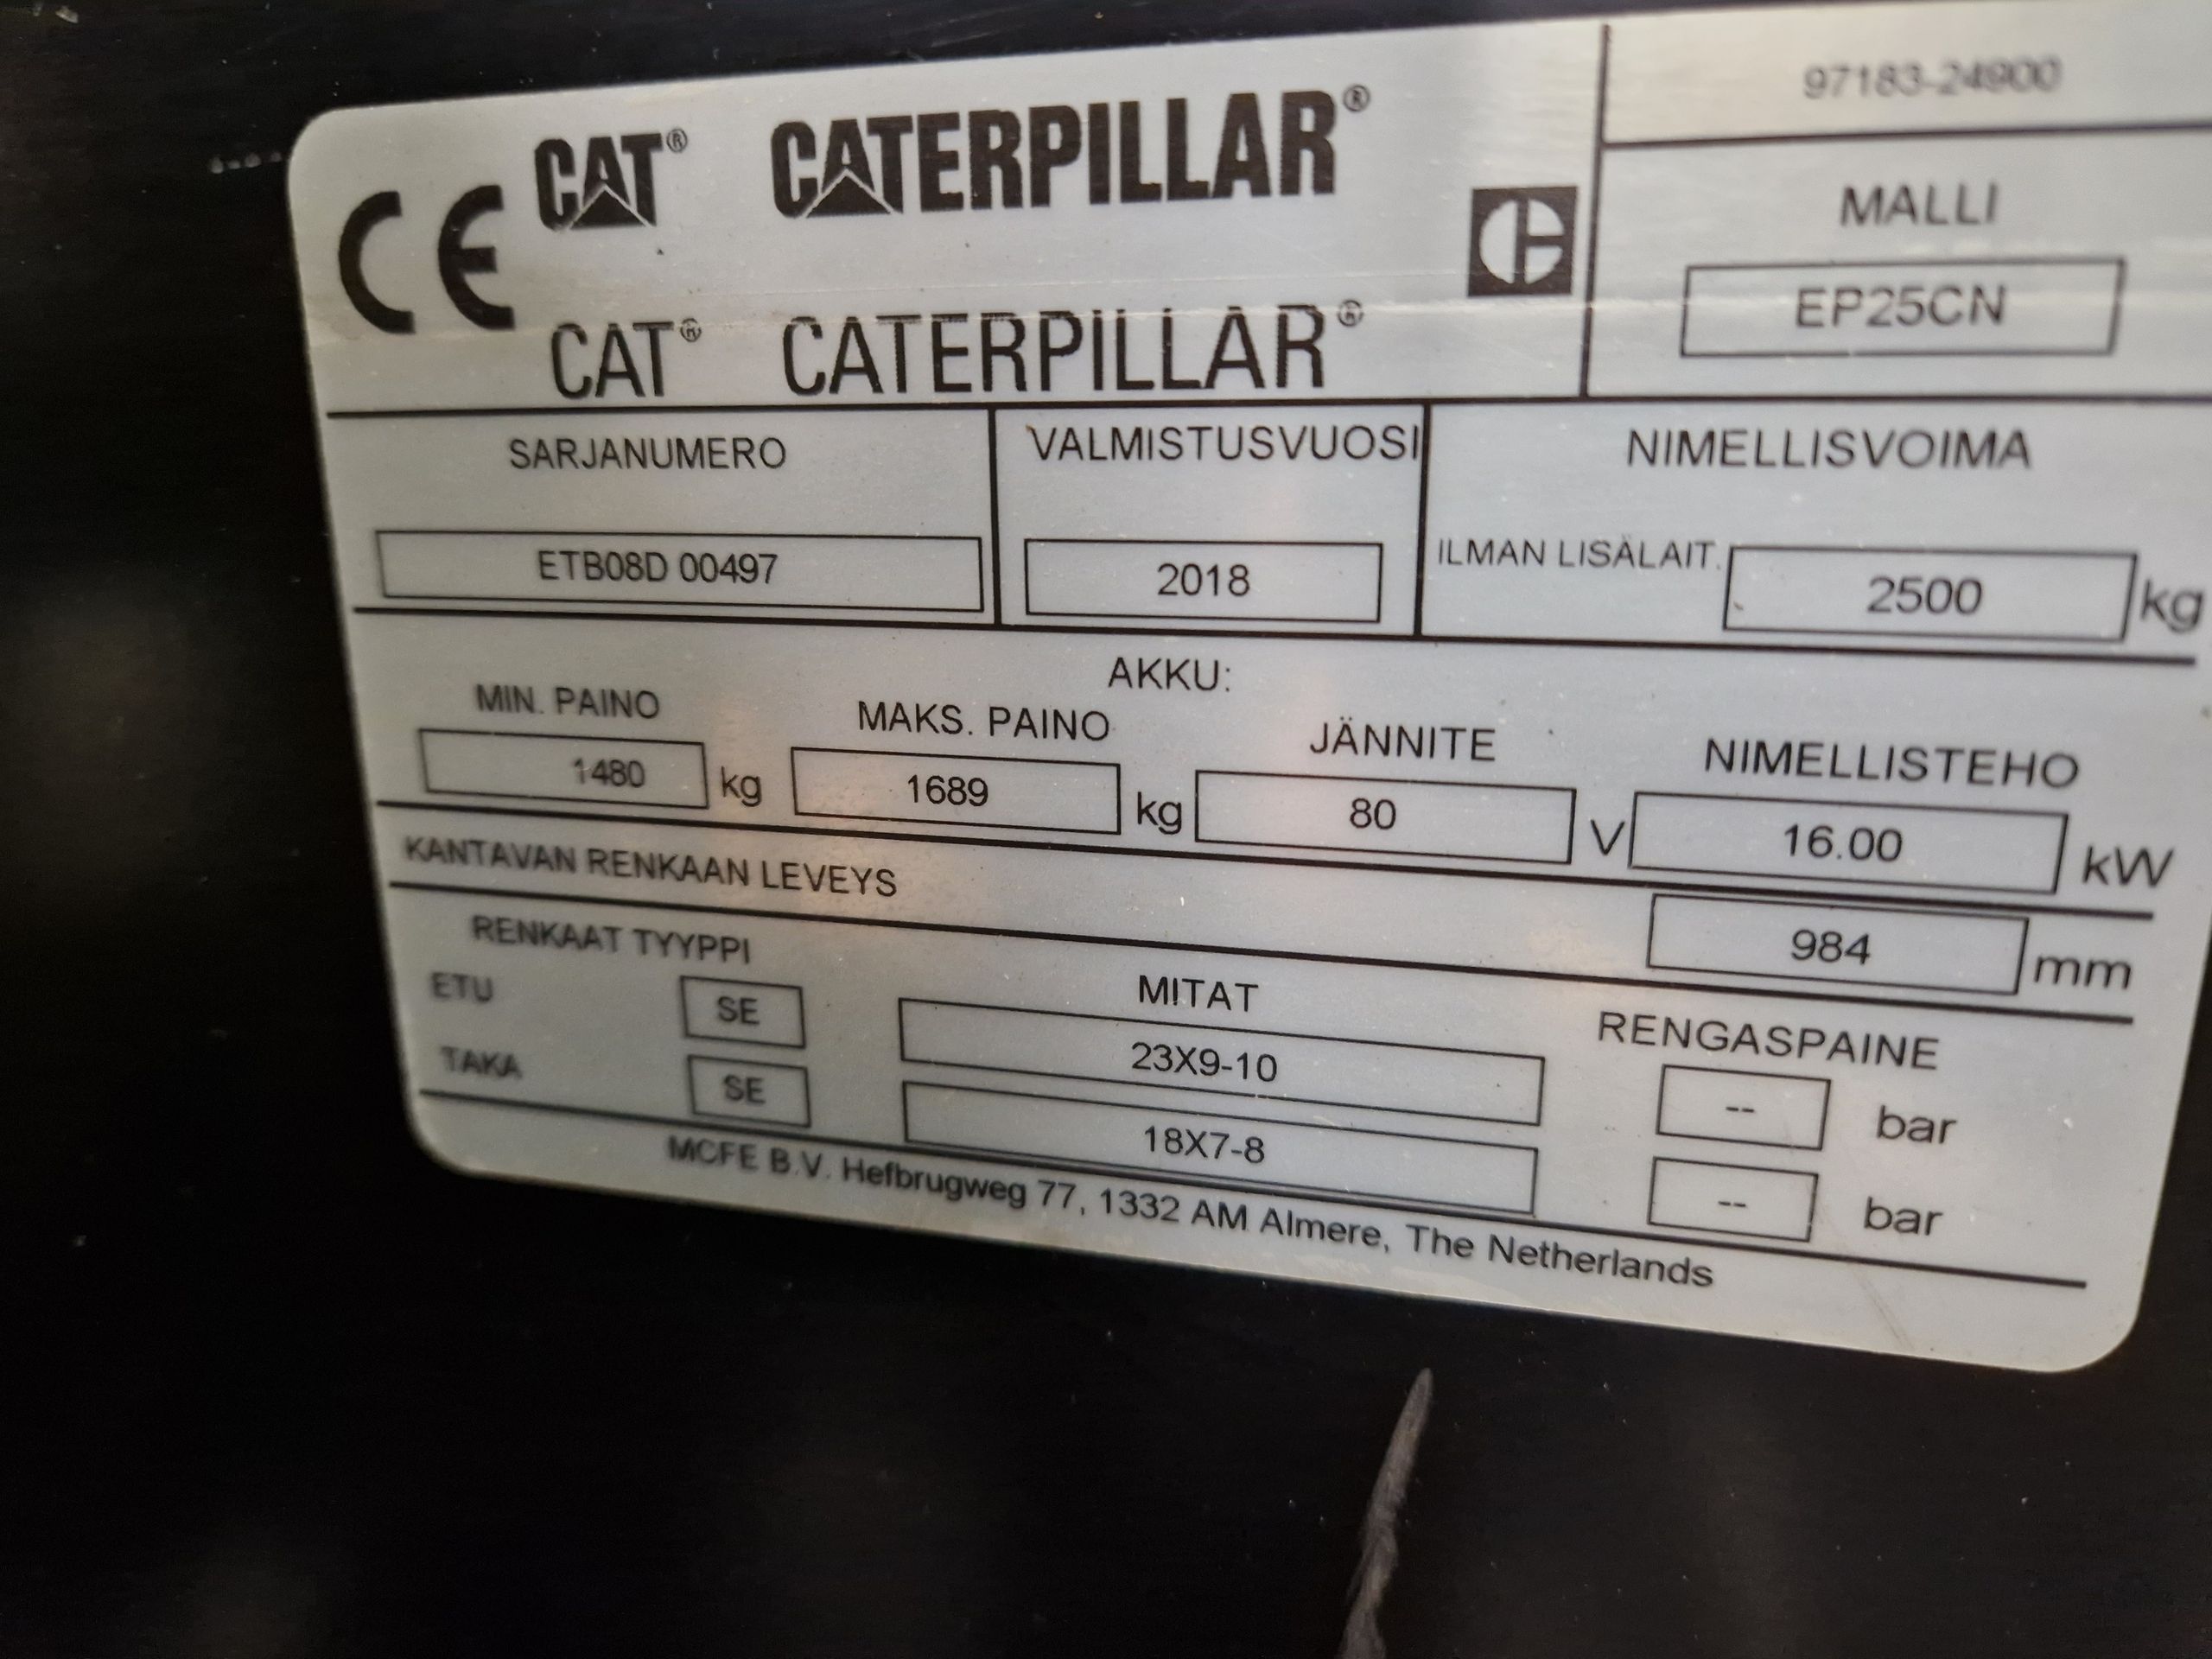 CE CAT® CATERPILLAR®
CAT® CATERPILLAR®
97183-24900
MALLI
EP25CN
SARJANUMERO
ETB08D 00497
VALMISTUSVUOSI
2018
NIMELLISVOIMA
ILMAN LISÄLAIT. 2500 kg
AKKU:
MIN. PAINO MAKS. PAINO JÄNNITE NIMELLISTEHO
1480 kg 1689 kg 80 V 16.00 kW
KANTAVAN RENKAAN LEVEYS 984 mm
RENKAAT TYYPPI MITAT RENGASPAINE
ETU SE 23X9-10 -- bar
TAKA SE 18X7-8 -- bar
MCFE B.V. Hefbrugweg 77, 1332 AM Almere, The Netherlands